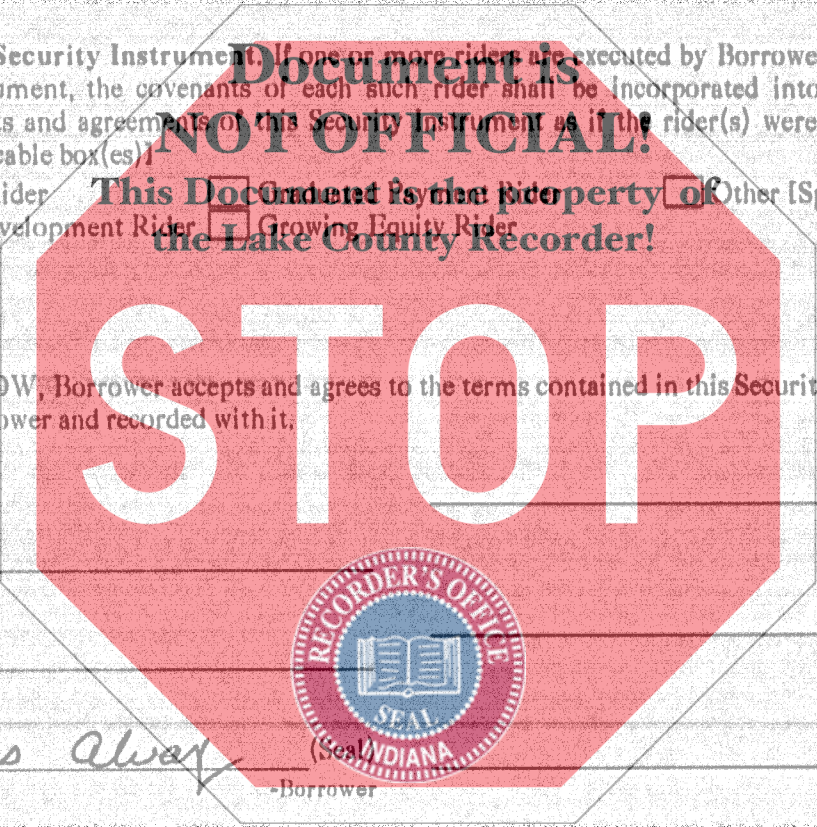 Security Instrument. If one or more riders are executed by Borrowe
ument, the covenants of each such rider shall be incorporated into
ts and agreements of this Security Instrument as if the rider(s) were
cable box(es)]
Document is
NOT OFFICIAL!
This Document is the property of
the Lake County Recorder!
ider Graduated Payment Rider Other [Sp
velopment Rider Growing Equity Rider
STOP
OW, Borrower accepts and agrees to the terms contained in this Securit
ower and recorded with it.
RECORDER'S OFFICE
SEAL
INDIANA
(Seal)
-Borrower